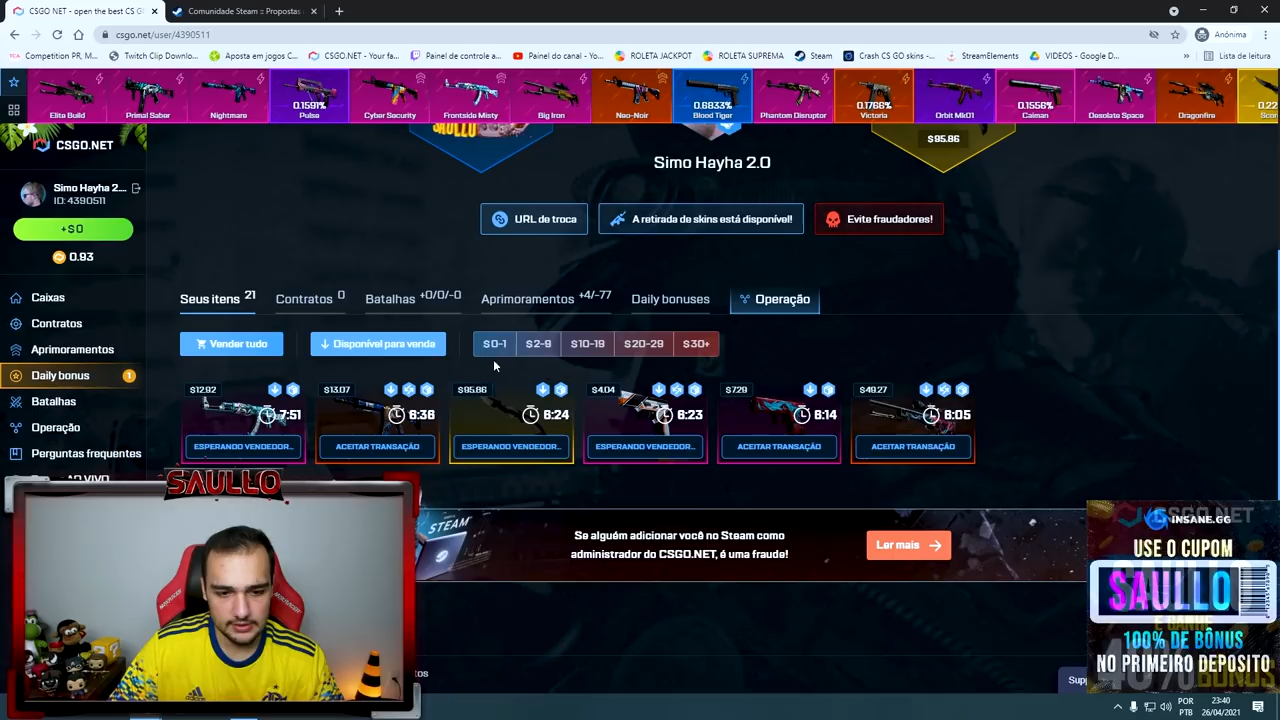 CSGO.NET - open the best CS G
Comunidade Steam :: Propostas
csgo.net/user/4390511
Anônima
Competition PR, M...
Twitch Clip Downlo...
Aposta em jogos C...
CSGO.NET - Your fa...
Painel de controle e...
Painel do canal - Yo...
ROLETA JACKPOT
ROLETA SUPREMA
Steam
Crash CS GO skins -...
StreamElements
VIDEOS - Google D...
Lista de leitura
0.1591%
0.6833%
0.1766%
0.1556%
0.22
Elite Build
Primal Saber
Nightmare
Pulse
Cyber Security
Frontside Misty
Big Iron
Neo-Noir
Blood Tiger
Phantom Disruptor
Victoria
Orbit Mk01
Caiman
Desolate Space
Dragonfire
CSGO.NET
$95.86
Simo Hayha 2.0
Simo Hayha 2....
ID: 4390511
+$0
0.93
URL de troca
A retirada de skins está disponível!
Evite fraudadores!
Caixas
Contratos
Aprimoramentos
Daily bonus 1
Batalhas
Operação
Perguntas frequentes
AO VIVO
Seus itens 21
Contratos 0
Batalhas +0/0/-0
Aprimoramentos +4/-77
Daily bonuses
Operação
Vender tudo
Disponível para venda
$0-1
$2-9
$10-19
$20-29
$30+
$12.92
$13.07
$95.86
$4.04
$7.29
$49.27
7:51
6:38
6:24
6:23
6:14
6:05
ESPERANDO VENDEDOR...
ACEITAR TRANSAÇÃO
ESPERANDO VENDEDOR...
ESPERANDO VENDEDOR...
ACEITAR TRANSAÇÃO
ACEITAR TRANSAÇÃO
SAULLO
STEAM
Se alguém adicionar você no Steam como
administrador do CSGO.NET, é uma fraude!
Ler mais
INSANE.GG
USE O CUPOM
SAULLO
100% DE BÔNUS
NO PRIMEIRO DEPOSITO
POR
PTB
23:40
26/04/2021